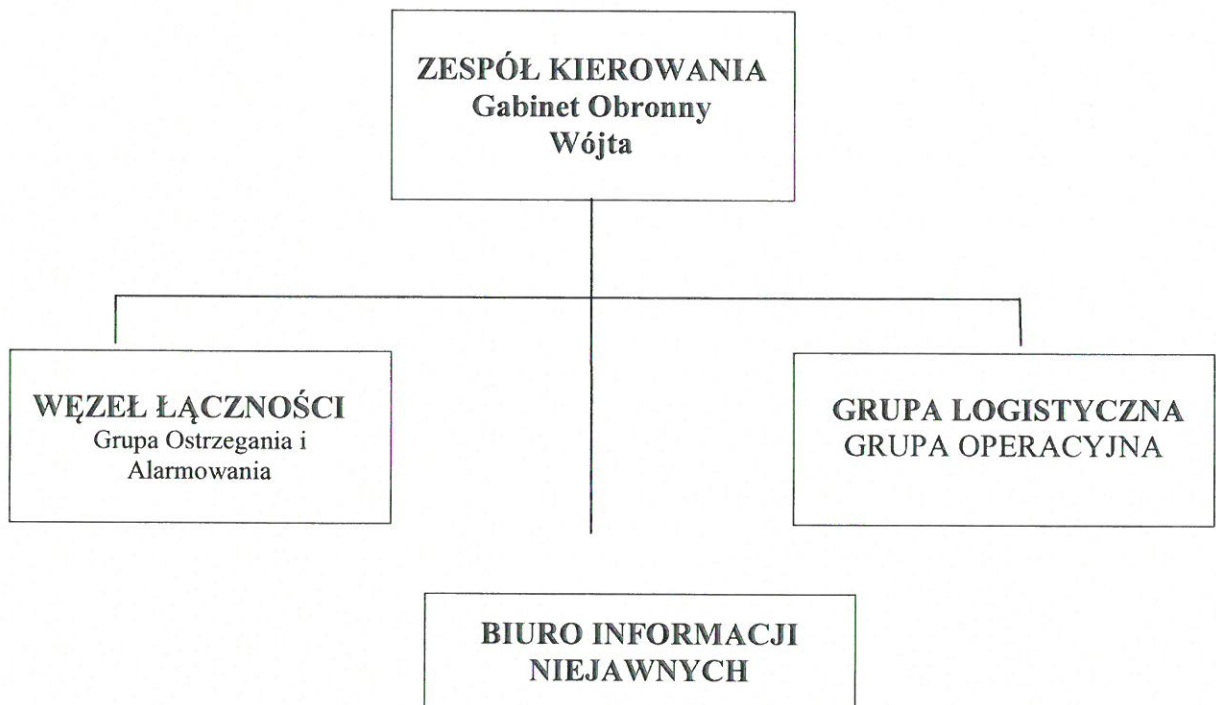 ZESPÓŁ KIEROWANIA
Gabinet Obronny
Wójta
WĘZEŁ ŁĄCZNOŚCI
Grupa Ostrzegania i
Alarmowania
GRUPA LOGISTYCZNA
GRUPA OPERACYJNA
BIURO INFORMACJI
NIEJAWNYCH